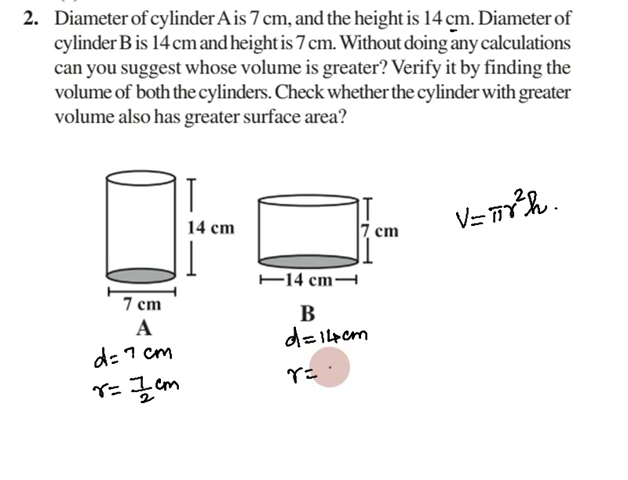 2. Diameter of cylinder A is 7 cm, and the height is 14 cm. Diameter of
cylinder B is 14 cm and height is 7 cm. Without doing any calculations
can you suggest whose volume is greater? Verify it by finding the
volume of both the cylinders. Check whether the cylinder with greater
volume also has greater surface area?
14 cm
7 cm
A
d=7 cm
r= 7/2 cm
7 cm
14 cm
B
d=14cm
r=
V=πr²h.